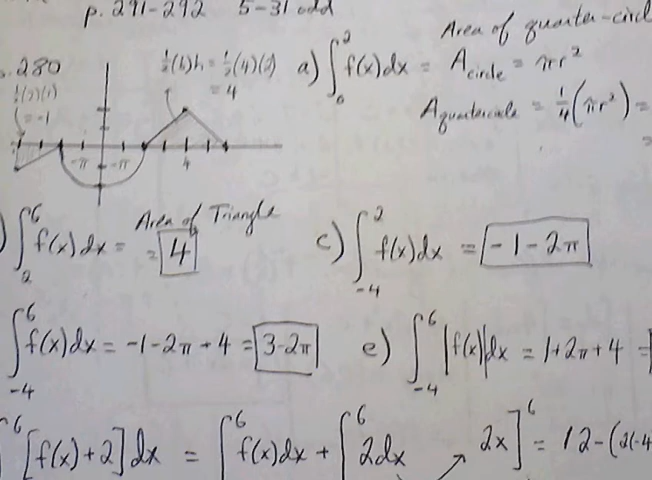 p. 291-292 5-31 odd
Area of quarter-circl
280 ½(b)h = ½(4)(2) = 4
a) ∫₀² f(x)dx = A circle = πr²
½(2)(1) = -1
A quartercircle = ¼(πr²) =
-π -π 4
) ∫₂⁶ f(x)dx = Area of Triangle = 4
c) ∫₋₄² f(x)dx = -1-2π
∫₋₄⁶ f(x)dx = -1-2π+4 = 3-2π
e) ∫₋₄⁶ |f(x)|dx = 1+2π+4 =
⁶ [f(x)+2]dx = ∫⁶ f(x)dx + ∫⁶ 2dx 2x]⁶ = 12-(2(-4